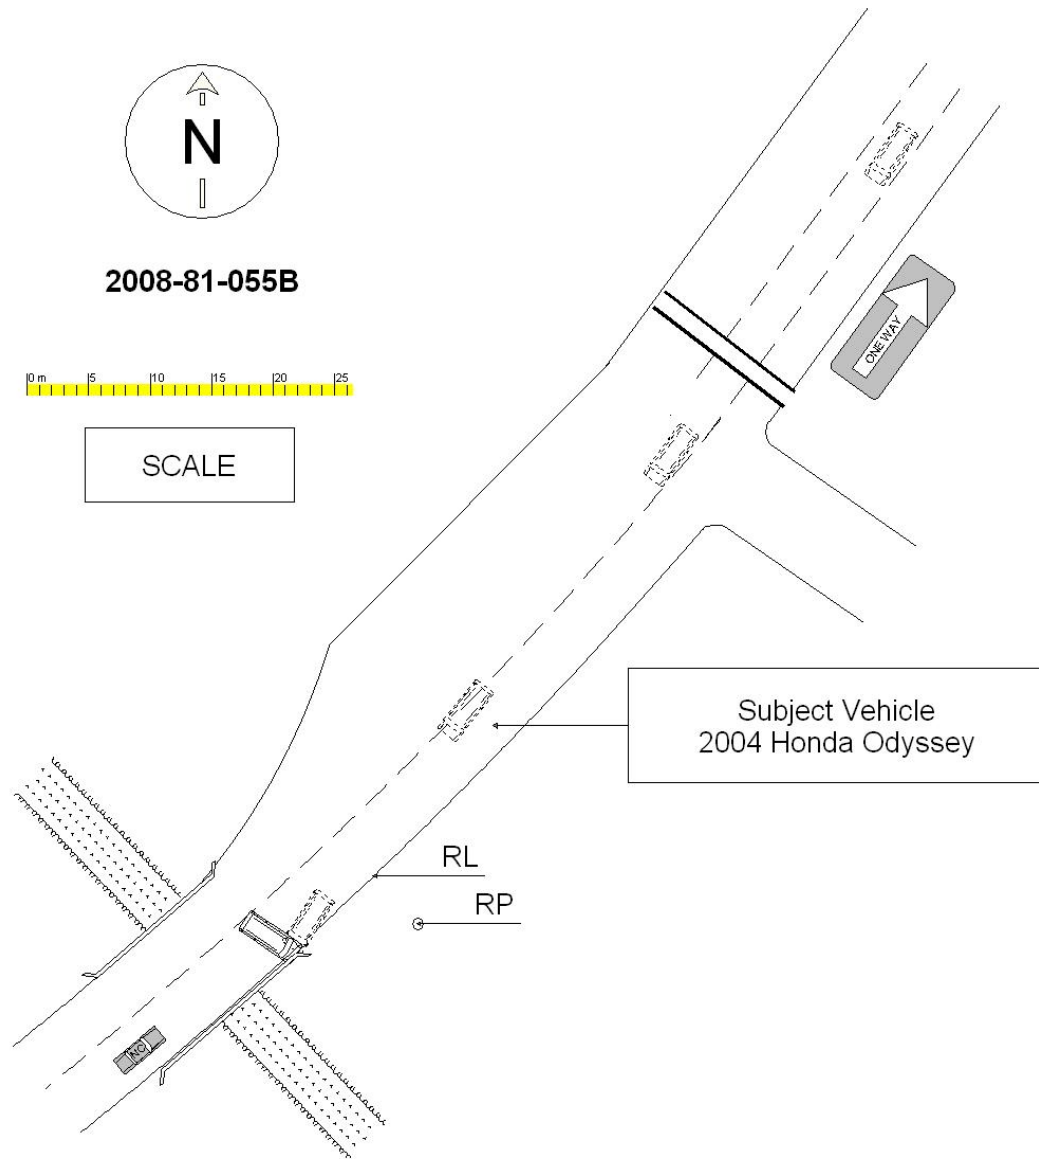 N
2008-81-055B
0 m 5 10 15 20 25
SCALE
ONE WAY
Subject Vehicle
2004 Honda Odyssey
RL
RP
NC